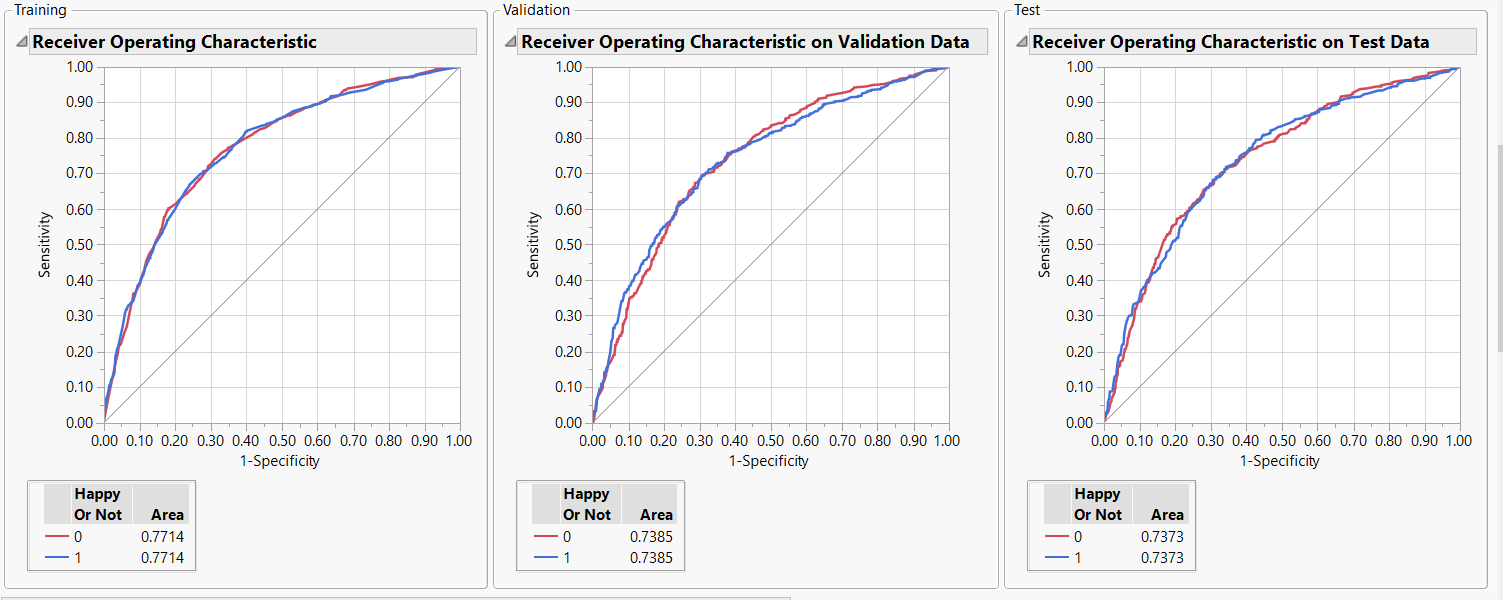 Training
Receiver Operating Characteristic
1.00
0.90
0.80
0.70
0.60
0.50
0.40
0.30
0.20
0.10
0.00
Sensitivity
0.00 0.10 0.20 0.30 0.40 0.50 0.60 0.70 0.80 0.90 1.00
1-Specificity
Happy
Or Not Area
0 0.7714
1 0.7714
Validation
Receiver Operating Characteristic on Validation Data
1.00
0.90
0.80
0.70
0.60
0.50
0.40
0.30
0.20
0.10
0.00
Sensitivity
0.00 0.10 0.20 0.30 0.40 0.50 0.60 0.70 0.80 0.90 1.00
1-Specificity
Happy
Or Not Area
0 0.7385
1 0.7385
Test
Receiver Operating Characteristic on Test Data
1.00
0.90
0.80
0.70
0.60
0.50
0.40
0.30
0.20
0.10
0.00
Sensitivity
0.00 0.10 0.20 0.30 0.40 0.50 0.60 0.70 0.80 0.90 1.00
1-Specificity
Happy
Or Not Area
0 0.7373
1 0.7373